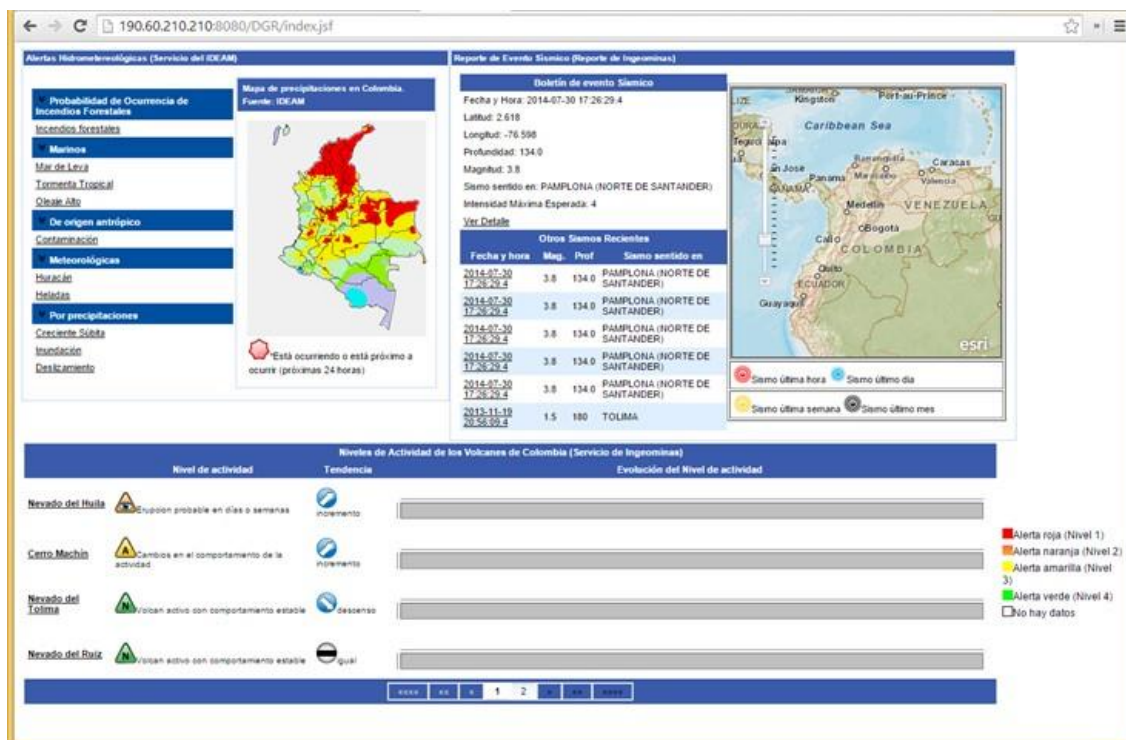 190.60.210.210:8080/DGR/index.jsf
Alertas Hidrometereológicas (Servicio del IDEAM)
Probabilidad de Ocurrencia de
Incendios Forestales
Incendios forestales
Marinos
Mar de Leva
Tormenta Tropical
Oleaje Alto
De origen antrópico
Contaminación
Meteorológicas
Huracán
Heladas
Por precipitaciones
Creciente Súbita
Inundación
Deslizamiento
Mapa de precipitaciones en Colombia.
Fuente: IDEAM
*Está ocurriendo o está próximo a
ocurrir (próximas 24 horas)
Reporte de Evento Sismico (Reporte de Ingeominas)
Boletín de evento Síamico
Fecha y Hora: 2014-07-30 17:26:29.4
Latitud: 2.618
Longitud: -76.598
Profundidad: 134.0
Magnitud: 3.8
Sismo sentido en: PAMPLONA (NORTE DE SANTANDER)
Intensidad Máxima Esperada: 4
Ver Detalle
Otros Sismos Recientes
Fecha y hora Mag. Prof Sismo sentido en
2014-07-30
17:26:29.4 3.8 134.0 PAMPLONA (NORTE DE
SANTANDER)
2014-07-30
17:26:29.4 3.8 134.0 PAMPLONA (NORTE DE
SANTANDER)
2014-07-30
17:26:29.4 3.8 134.0 PAMPLONA (NORTE DE
SANTANDER)
2014-07-30
17:26:29.4 3.8 134.0 PAMPLONA (NORTE DE
SANTANDER)
2014-07-30
17:26:29.4 3.8 134.0 PAMPLONA (NORTE DE
SANTANDER)
2013-11-19
20:56:09.4 1.5 180 TOLIMA
Kingston
Port-au-Prince
Caribbean Sea
Barranquilla
Caracas
Maracaibo
Valencia
Panama
PANAMA
Medellin
VENEZUELA
Bogotá
Cali
COLOMBIA
Quito
ECUADOR
Guayaquil
esri
Sismo última hora Sismo último dia
Sismo última semana Sismo último mes
Niveles de Actividad de los Volcanes de Colombia (Servicio de Ingeominas)
Nivel de actividad Tendencia Evolución del Nivel de actividad
Nevado del Huila Erupcion probable en días o semanas incremento
Cerro Machín A Cambios en el comportamiento de la
actividad incremento
Nevado del
Tolima N Volcan activo con comportamiento estable descenso
Nevado del Ruiz N Volcan activo con comportamiento estable igual
Alerta roja (Nivel 1)
Alerta naranja (Nivel 2)
Alerta amarilla (Nivel
3)
Alerta verde (Nivel 4)
No hay datos
«««« «« « 1 2 » »» »»»»